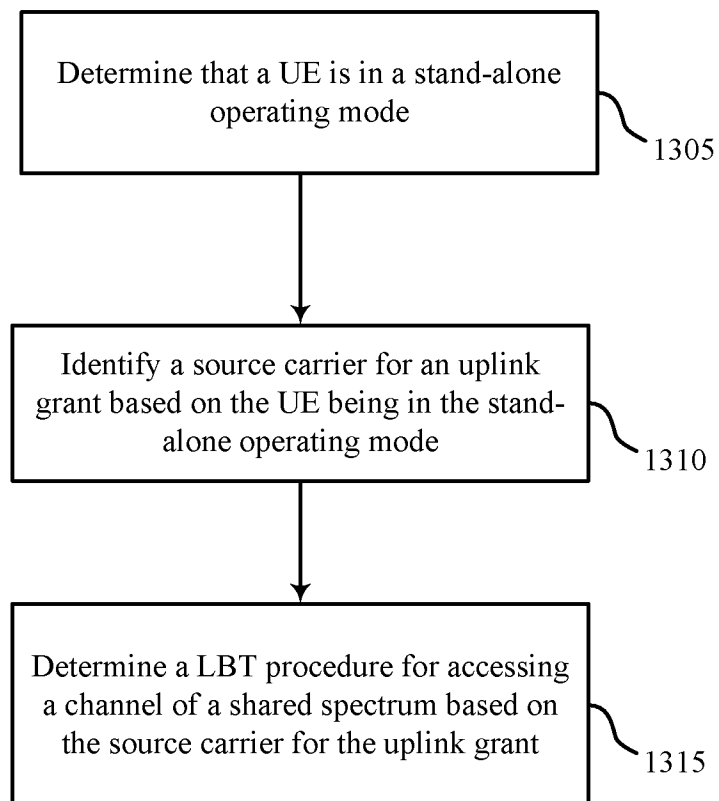 Determine that a UE is in a stand-alone
operating mode
1305
Identify a source carrier for an uplink
grant based on the UE being in the stand-
alone operating mode
1310
Determine a LBT procedure for accessing
a channel of a shared spectrum based on
the source carrier for the uplink grant
1315